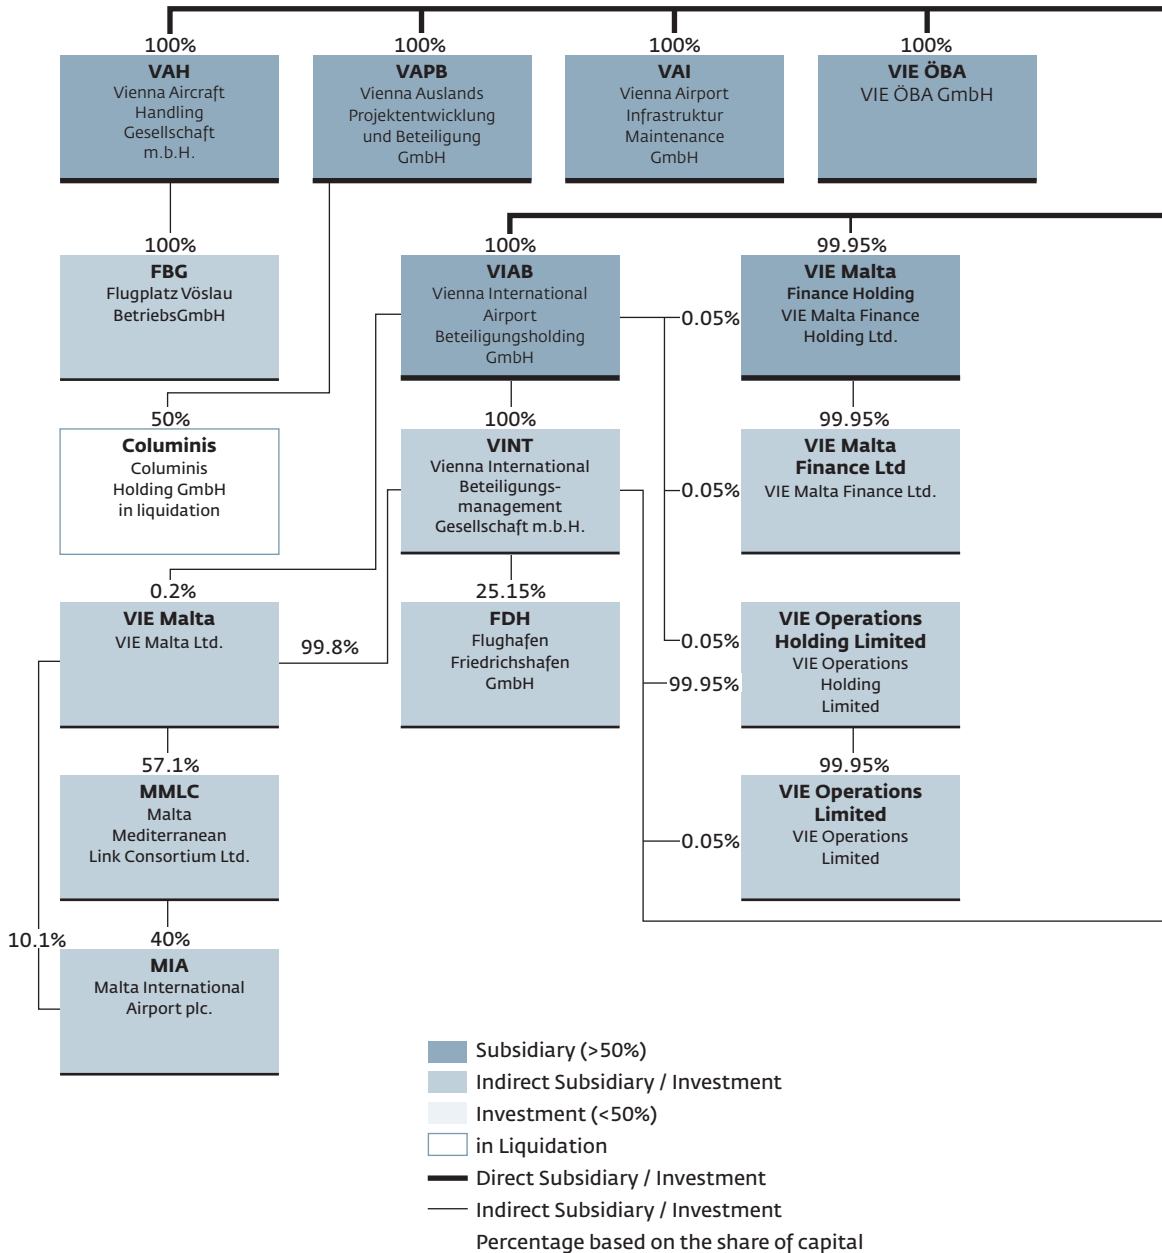 100%
VAH
Vienna Aircraft
Handling
Gesellschaft
m.b.H.
100%
VAPB
Vienna Auslands
Projektentwicklung
und Beteiligung
GmbH
100%
VAI
Vienna Airport
Infrastruktur
Maintenance
GmbH
100%
VIE ÖBA
VIE ÖBA GmbH
100%
FBG
Flugplatz Vöslau
BetriebsGmbH
100%
VIAB
Vienna International
Airport
Beteiligungsholding
GmbH
0.05%
99.95%
VIE Malta
Finance Holding
VIE Malta Finance
Holding Ltd.
50%
Columinis
Columinis
Holding GmbH
in liquidation
100%
VINT
Vienna International
Beteiligungs-
management
Gesellschaft m.b.H.
0.05%
99.95%
VIE Malta
Finance Ltd
VIE Malta Finance Ltd.
0.2%
VIE Malta
VIE Malta Ltd.
99.8%
25.15%
FDH
Flughafen
Friedrichshafen
GmbH
0.05%
99.95%
VIE Operations
Holding Limited
VIE Operations
Holding
Limited
57.1%
MMLC
Malta
Mediterranean
Link Consortium Ltd.
0.05%
99.95%
VIE Operations
Limited
VIE Operations
Limited
10.1%
40%
MIA
Malta International
Airport plc.
Subsidiary (>50%)
Indirect Subsidiary / Investment
Investment (<50%)
in Liquidation
Direct Subsidiary / Investment
Indirect Subsidiary / Investment
Percentage based on the share of capital